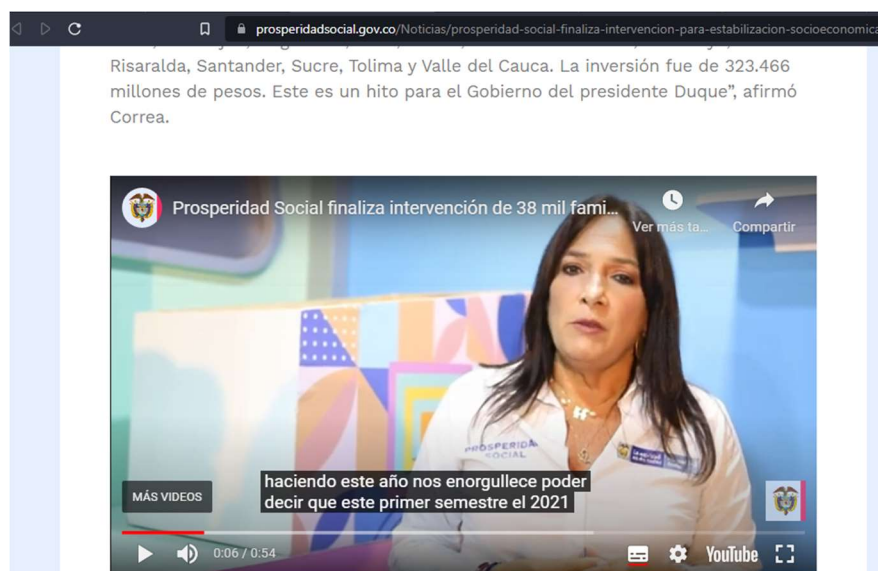 prosperidadsocial.gov.co/Noticias/prosperidad-social-finaliza-intervencion-para-estabilizacion-socioeconomica
Risaralda, Santander, Sucre, Tolima y Valle del Cauca. La inversión fue de 323.466
millones de pesos. Este es un hito para el Gobierno del presidente Duque”, afirmó
Correa.
Prosperidad Social finaliza intervención de 38 mil fami...
Ver más ta...
Compartir
PROSPERIDAD
SOCIAL
haciendo este año nos enorgullece poder
decir que este primer semestre el 2021
MÁS VIDEOS
0:06 / 0:54
YouTube